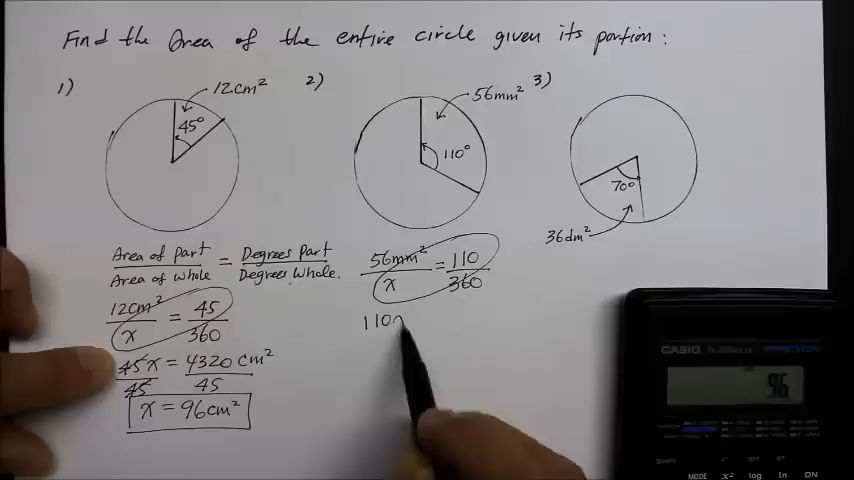 Find the Area of the entire circle given its portion:
1)
12cm²
45°
2)
56mm²
110°
3)
70°
36dm²
Area of part = Degrees Part
Area of whole Degrees Whole.
12cm² = 45
x 360
45x = 4320 cm²
45 45
x = 96cm²
56mm² = 110
x 360
110
CASIO
96
SHIFT
MODE x² log ln ON